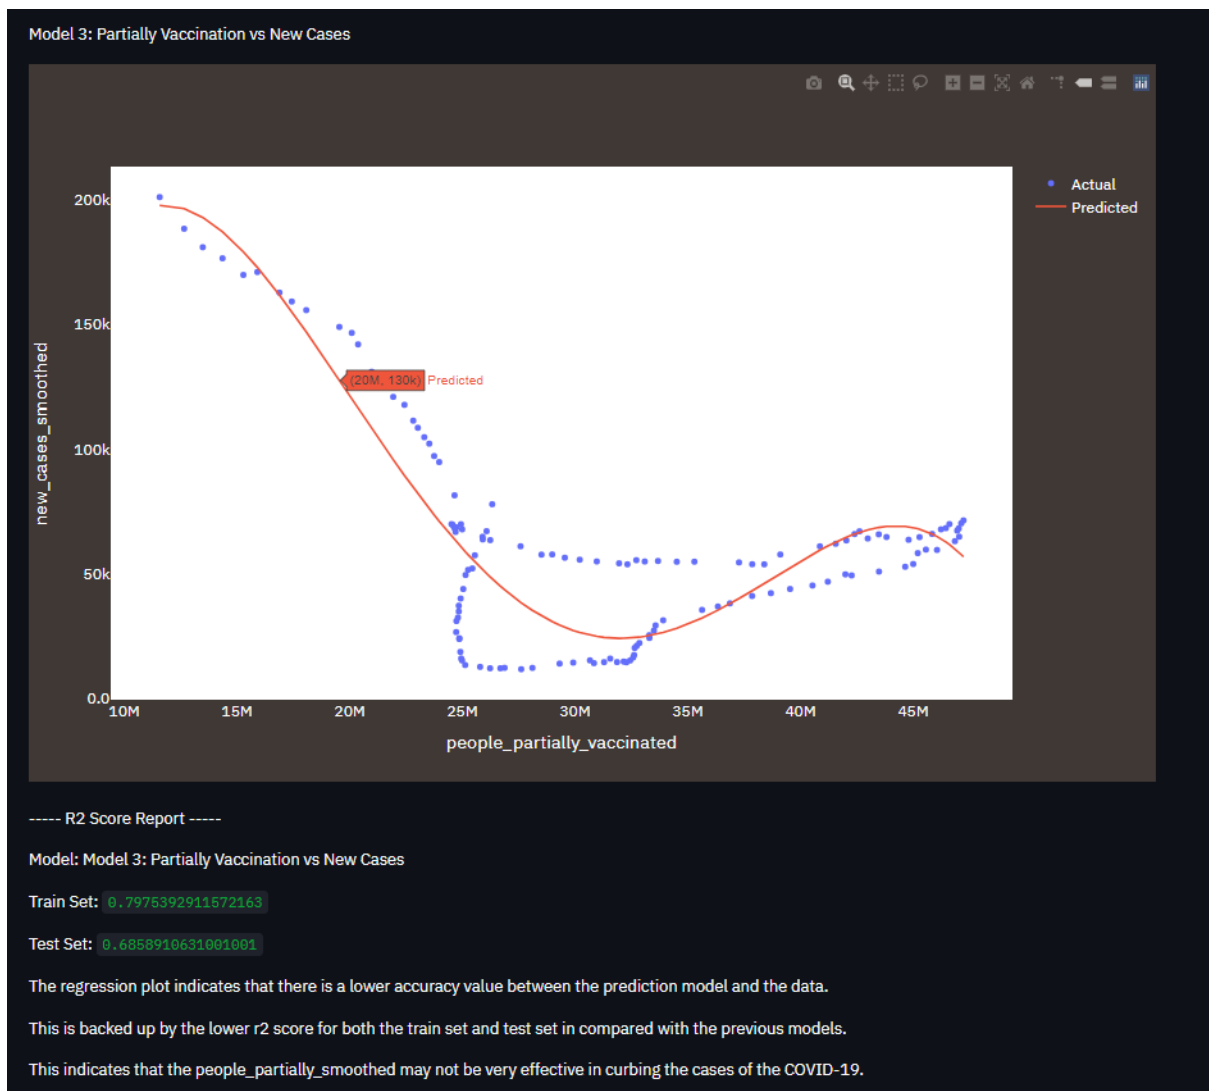 Model 3: Partially Vaccination vs New Cases
Actual
Predicted
200k
150k
100k
50k
0.0
new_cases_smoothed
(20M, 130k) Predicted
10M 15M 20M 25M 30M 35M 40M 45M
people_partially_vaccinated
----- R2 Score Report -----
Model: Model 3: Partially Vaccination vs New Cases
Train Set: 0.7975392911572163
Test Set: 0.6858910631001001
The regression plot indicates that there is a lower accuracy value between the prediction model and the data.
This is backed up by the lower r2 score for both the train set and test set in compared with the previous models.
This indicates that the people_partially_smoothed may not be very effective in curbing the cases of the COVID-19.